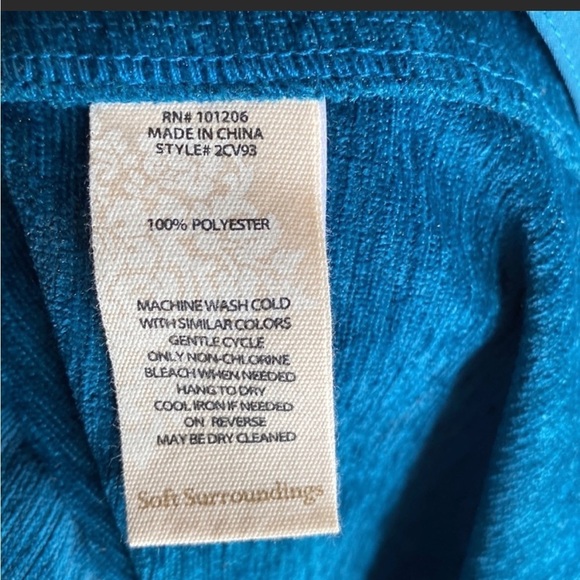 RN# 101206
MADE IN CHINA
STYLE# 2CV93
100% POLYESTER
MACHINE WASH COLD
WITH SIMILAR COLORS
GENTLE CYCLE
ONLY NON-CHLORINE
BLEACH WHEN NEEDED
HANG TO DRY
COOL IRON IF NEEDED
ON REVERSE
MAY BE DRY CLEANED
Soft Surroundings